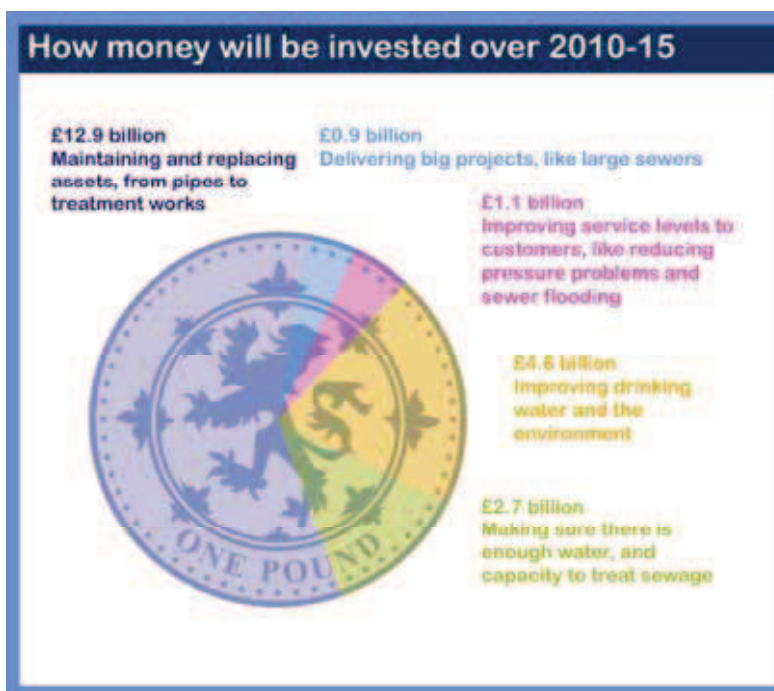 How money will be invested over 2010-15
£12.9 billion
Maintaining and replacing
assets, from pipes to
treatment works
£0.9 billion
Delivering big projects, like large sewers
£1.1 billion
Improving service levels to
customers, like reducing
pressure problems and
sewer flooding
£4.6 billion
Improving drinking
water and the
environment
£2.7 billion
Making sure there is
enough water, and
capacity to treat sewage
ONE POUND